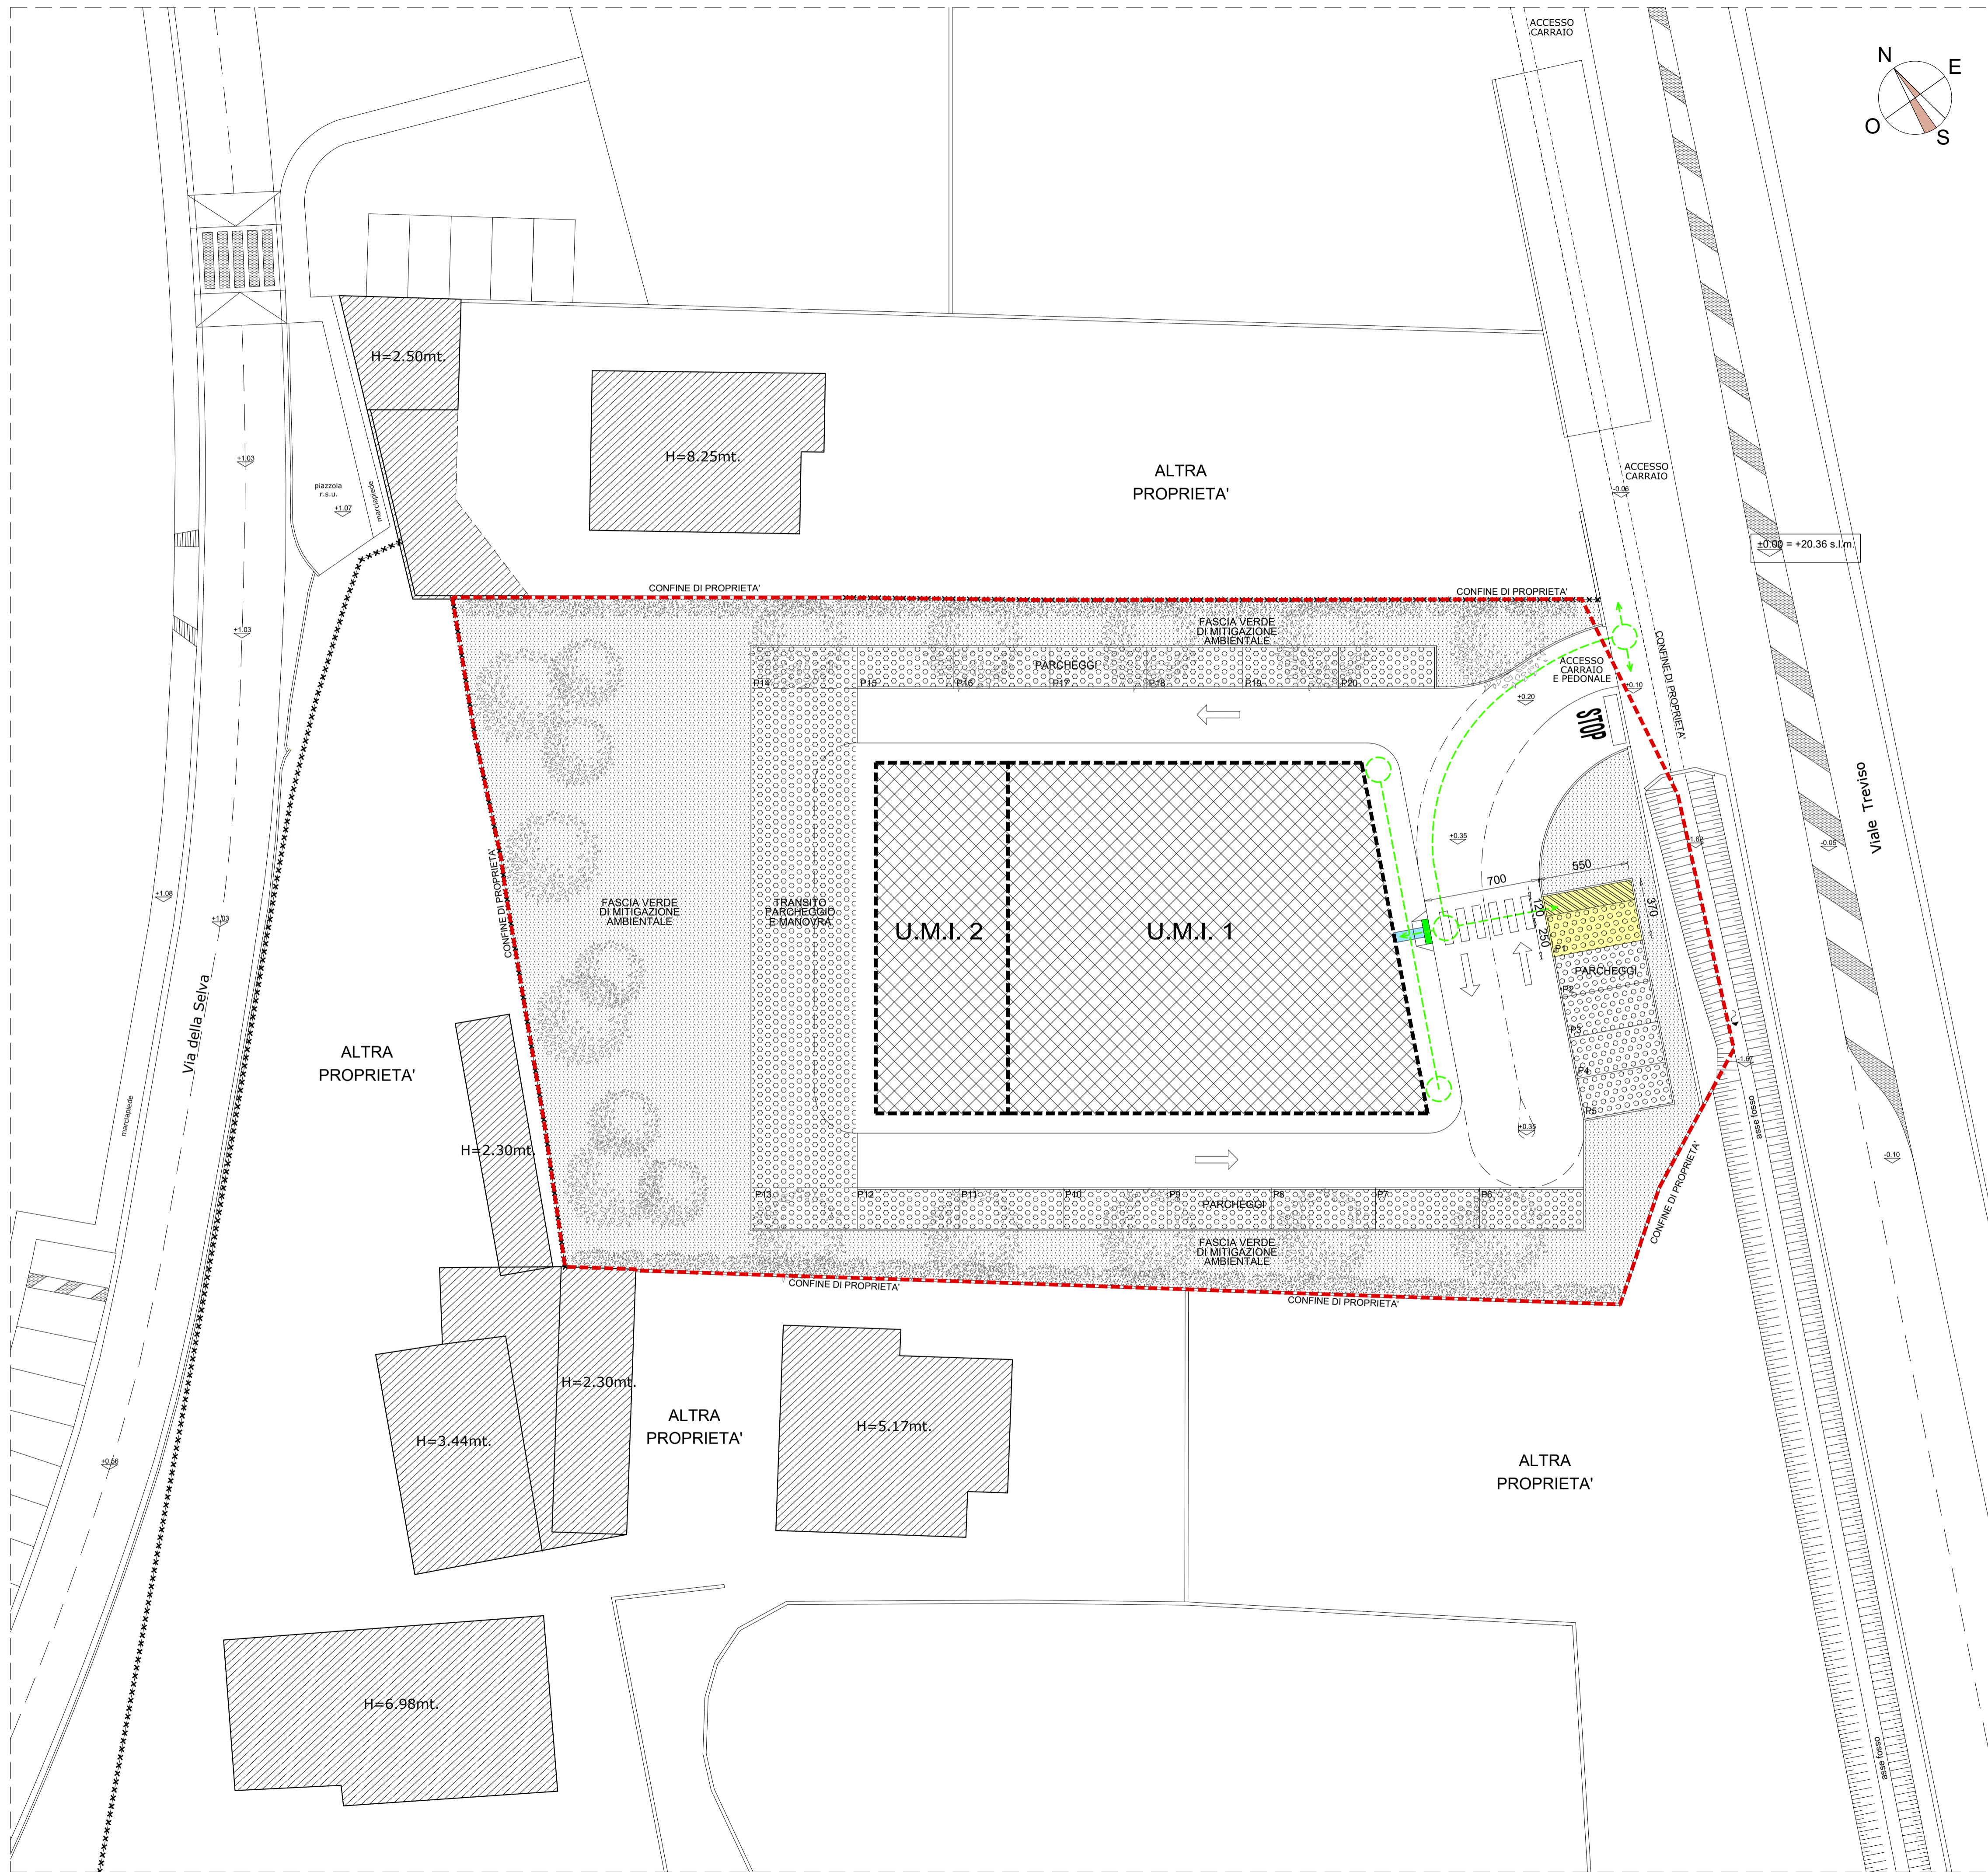 ACCESSO
CARRAIO
N
E
O
S
H=2.50mt.
H=8.25mt.
ALTRA
PROPRIETA'
ACCESSO
CARRAIO
-0.06
+1.03
piazzola
r.s.u.
+1.07
marciapiede
±0.00 = +20.36 s.l.m.
CONFINE DI PROPRIETA'
CONFINE DI PROPRIETA'
+1.03
FASCIA VERDE
DI MITIGAZIONE
AMBIENTALE
CONFINE DI PROPRIETA'
PARCHEGGI
ACCESSO
CARRAIO
E PEDONALE
P14
P15
P16
P17
P18
P19
P20
+0.10
+0.20
STOP
Viale Treviso
+0.35
-1.62
-0.05
550
700
370
120
250
+1.08
+1.03
CONFINE DI PROPRIETA'
FASCIA VERDE
DI MITIGAZIONE
AMBIENTALE
TRANSITO
PARCHEGGIO
E MANOVRA
U.M.I. 2
U.M.I. 1
P1
PARCHEGGI
P2
P3
P4
P5
Via della Selva
ALTRA
PROPRIETA'
-1.67
marciapiede
asse fosso
+0.35
H=2.30mt.
-0.10
CONFINE DI PROPRIETA'
P13
P12
P11
P10
P9
P8
P7
P6
PARCHEGGI
FASCIA VERDE
DI MITIGAZIONE
AMBIENTALE
CONFINE DI PROPRIETA'
CONFINE DI PROPRIETA'
H=2.30mt.
ALTRA
PROPRIETA'
H=5.17mt.
H=3.44mt.
+0.56
ALTRA
PROPRIETA'
H=6.98mt.
asse fosso